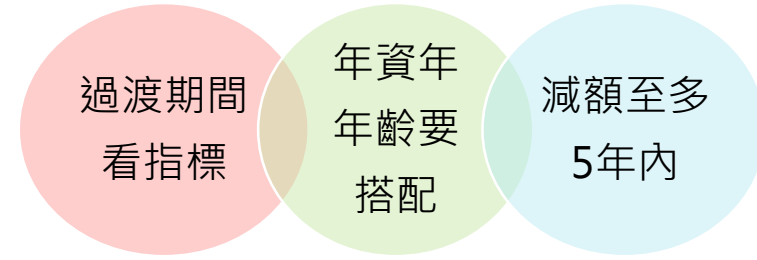 過渡期間
看指標
年資年
年齡要
搭配
減額至多
5年內